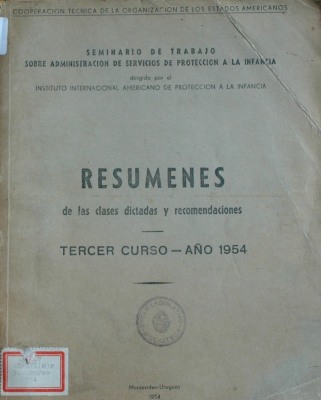 COOPERACION TECNICA DE LA ORGANIZACION DE LOS ESTADOS AMERICANOS
SEMINARIO DE TRABAJO
SOBRE ADMINISTRACION DE SERVICIOS DE PROTECCION A LA INFANCIA
dirigido por el
INSTITUTO INTERNACIONAL AMERICANO DE PROTECCION A LA INFANCIA
RESUMENES
de las clases dictadas y recomendaciones
TERCER CURSO — AÑO 1954
Montevideo-Uruguay
1954